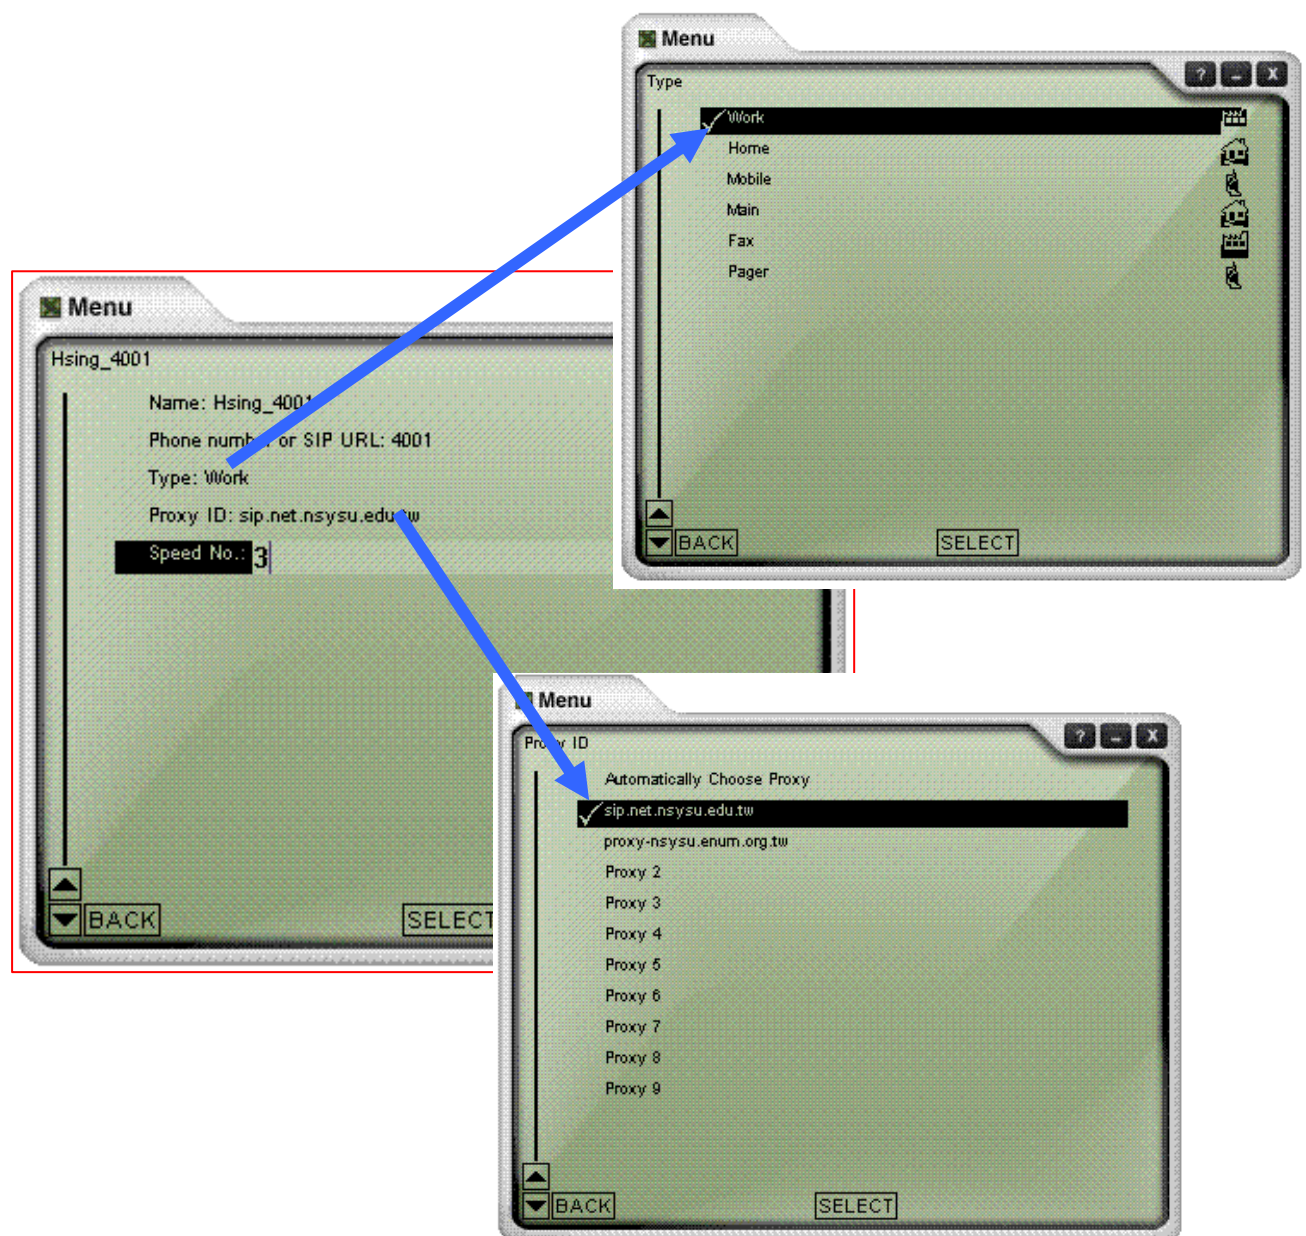 Menu
Type
? - X
Work
Home
Mobile
Main
Fax
Pager
BACK
SELECT
Menu
Hsing_4001
Name: Hsing_4001
Phone number or SIP URL: 4001
Type: Work
Proxy ID: sip.net.nsysu.edu.tw
Speed No.: 3
BACK
SELECT
Menu
Proxy ID
? - X
Automatically Choose Proxy
sip.net.nsysu.edu.tw
proxy-nsysu.enum.org.tw
Proxy 2
Proxy 3
Proxy 4
Proxy 5
Proxy 6
Proxy 7
Proxy 8
Proxy 9
BACK
SELECT